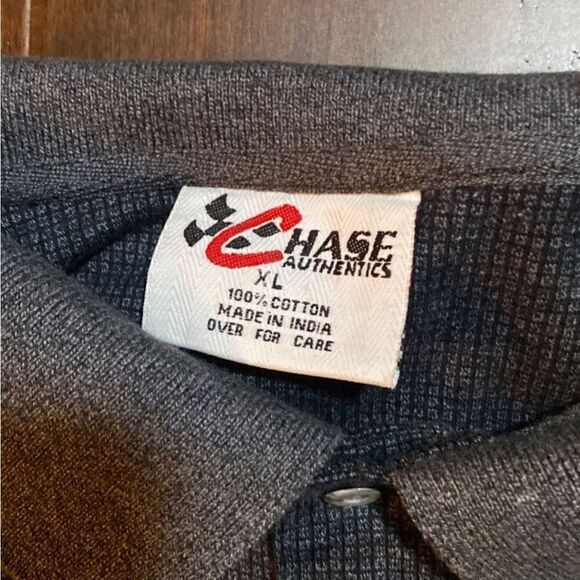 CHASE
AUTHENTICS
XL
100% COTTON
MADE IN INDIA
OVER FOR CARE